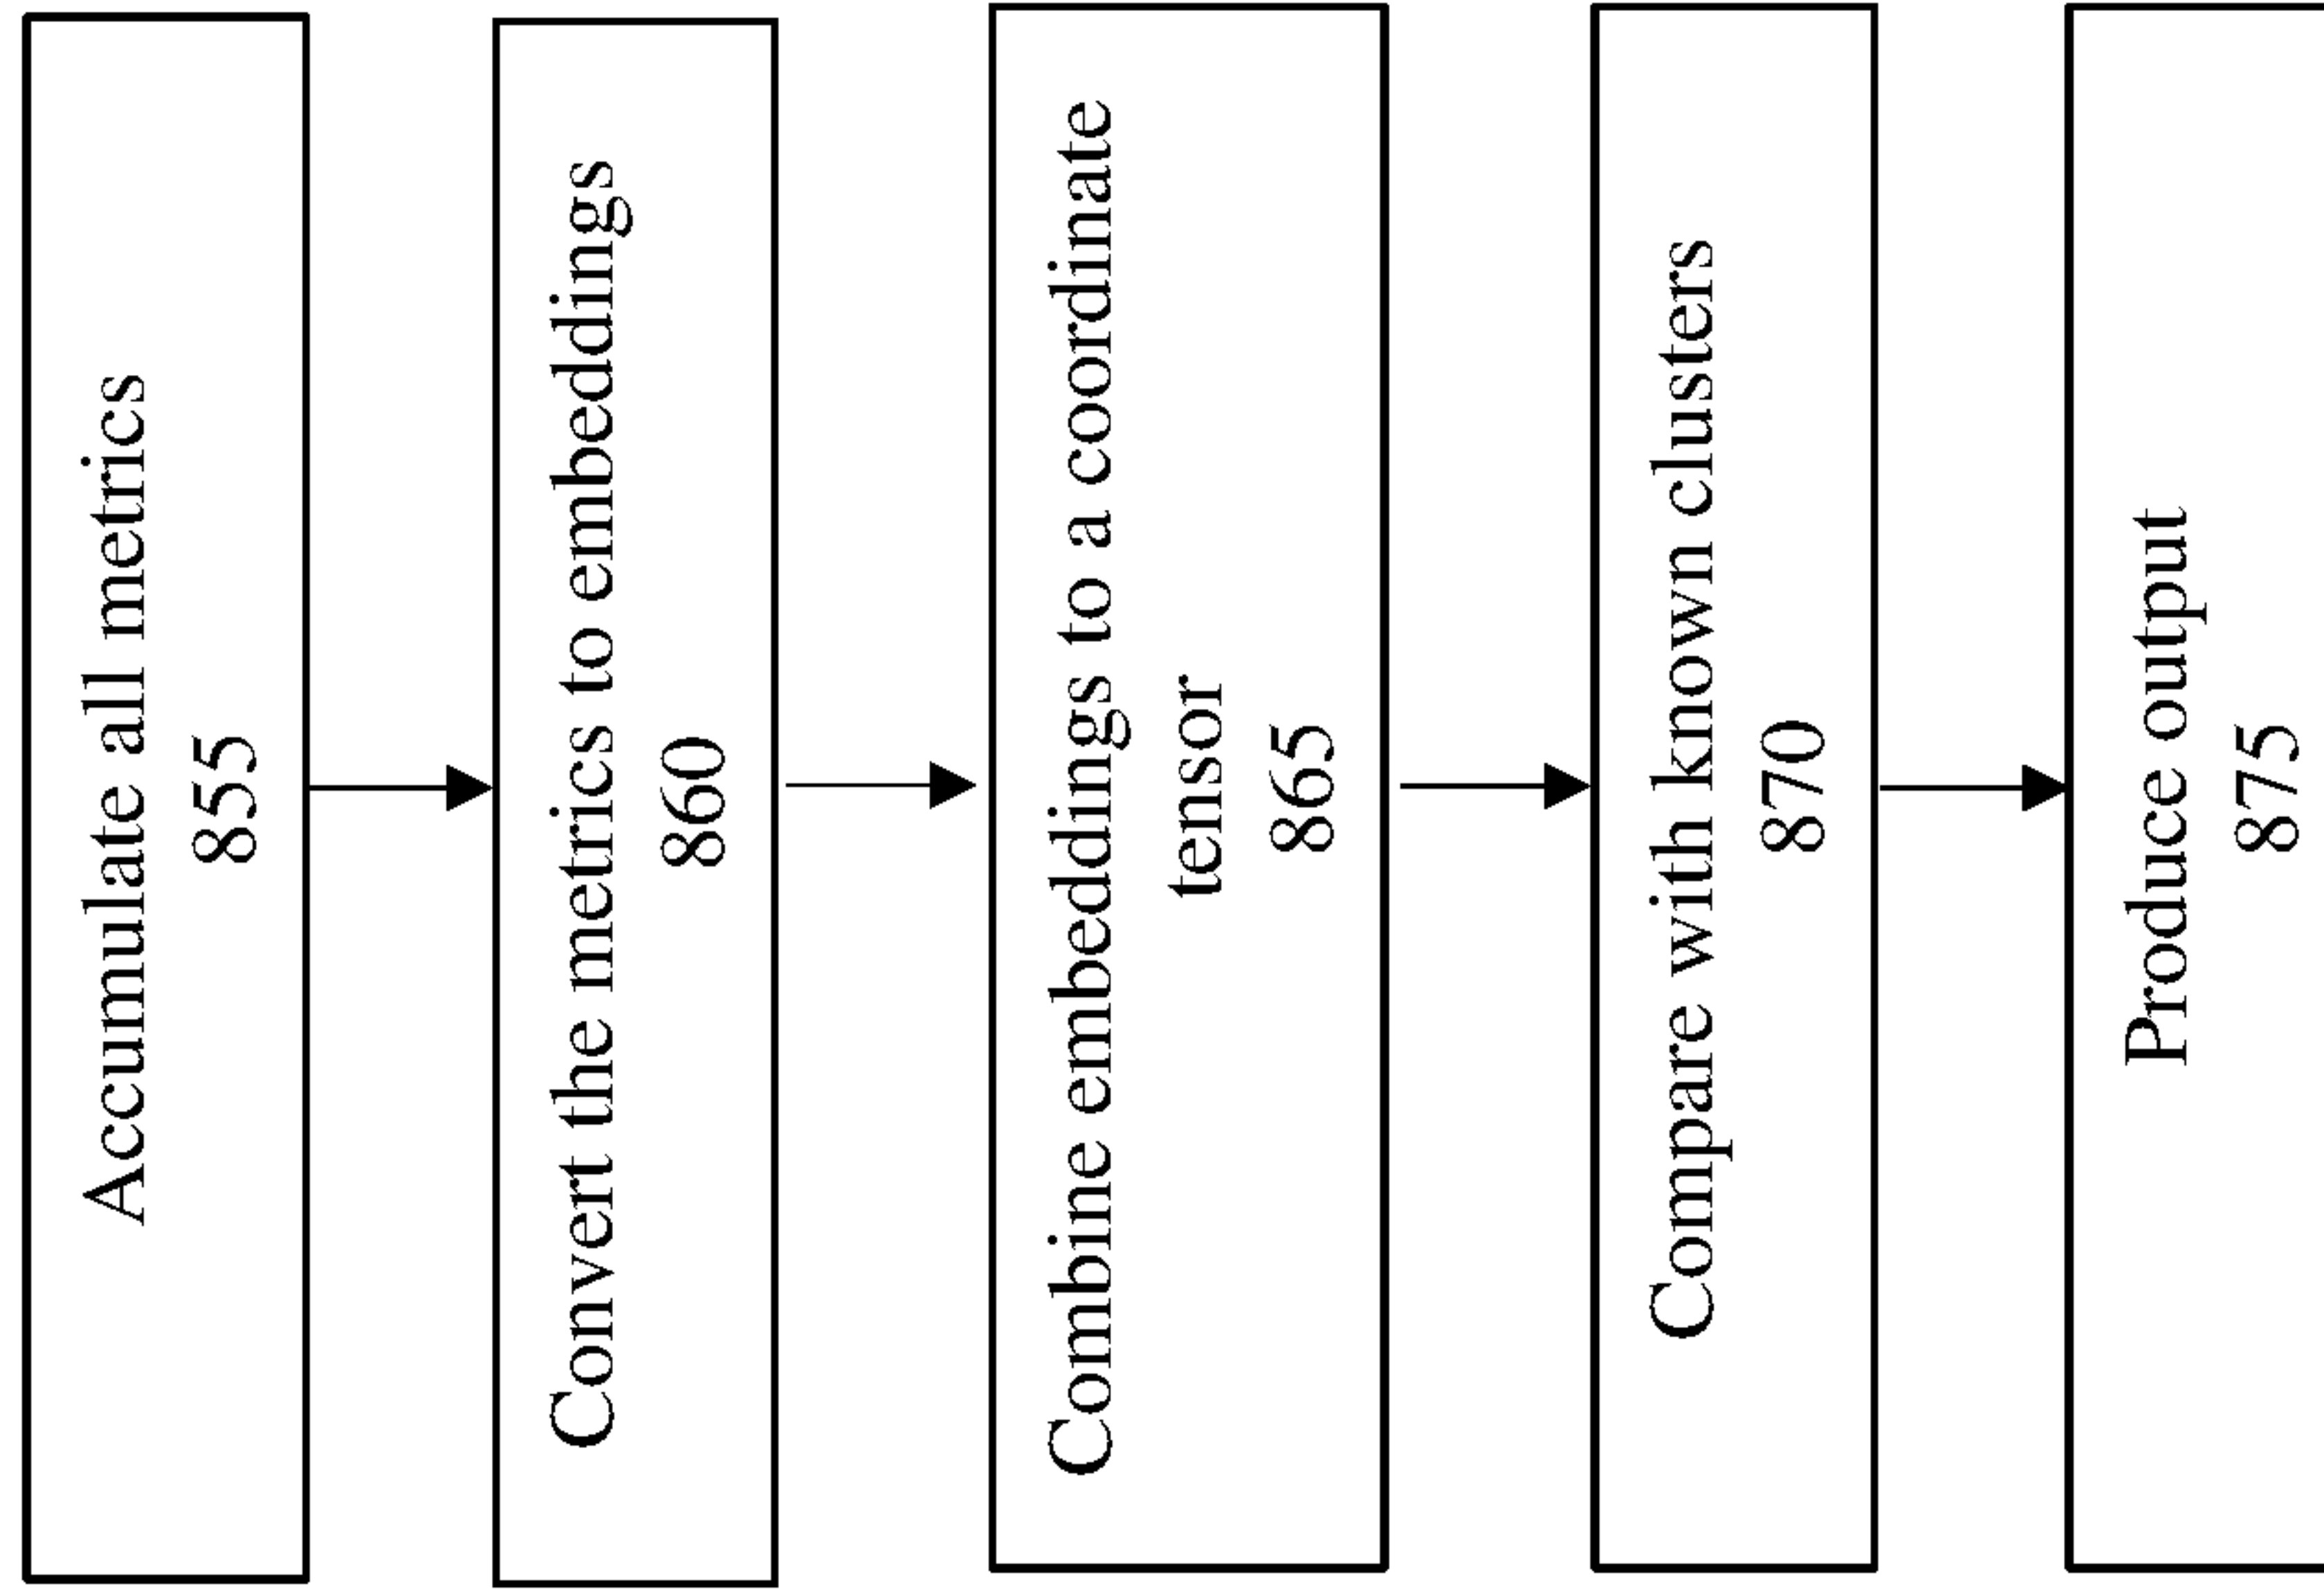 Accumulate all metrics
855
Convert the metrics to embeddings
860
Combine embeddings to a coordinate
tensor
865
Compare with known clusters
870
Produce output
875